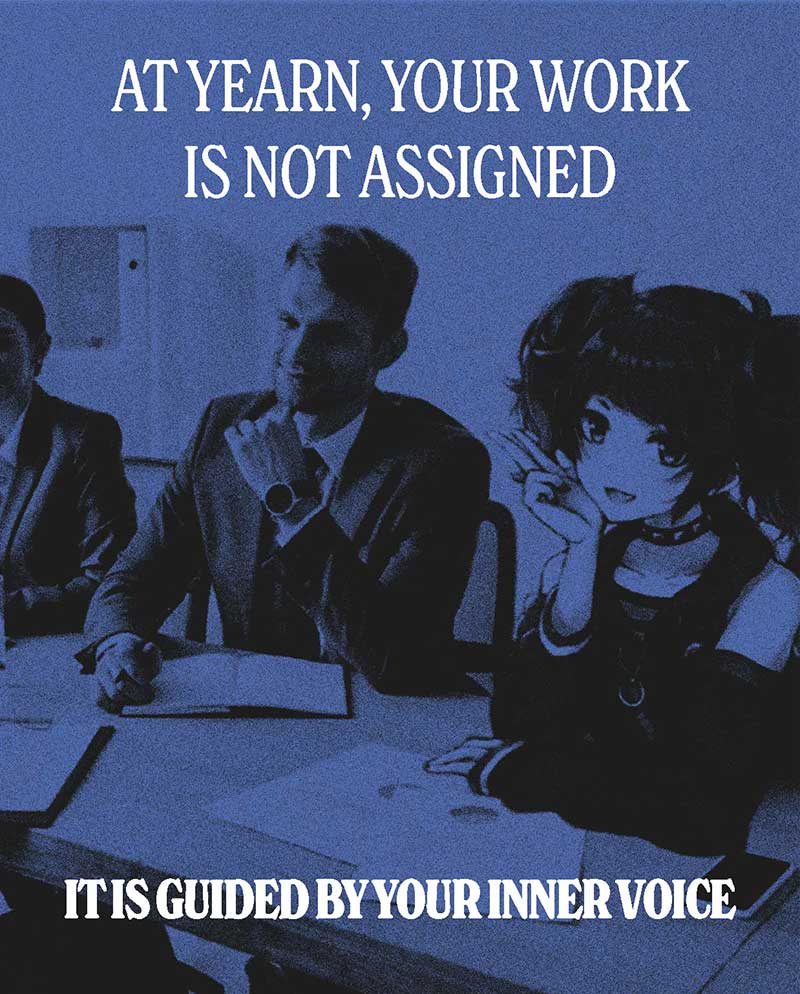 AT YEARN, YOUR WORK
IS NOT ASSIGNED
IT IS GUIDED BY YOUR INNER VOICE